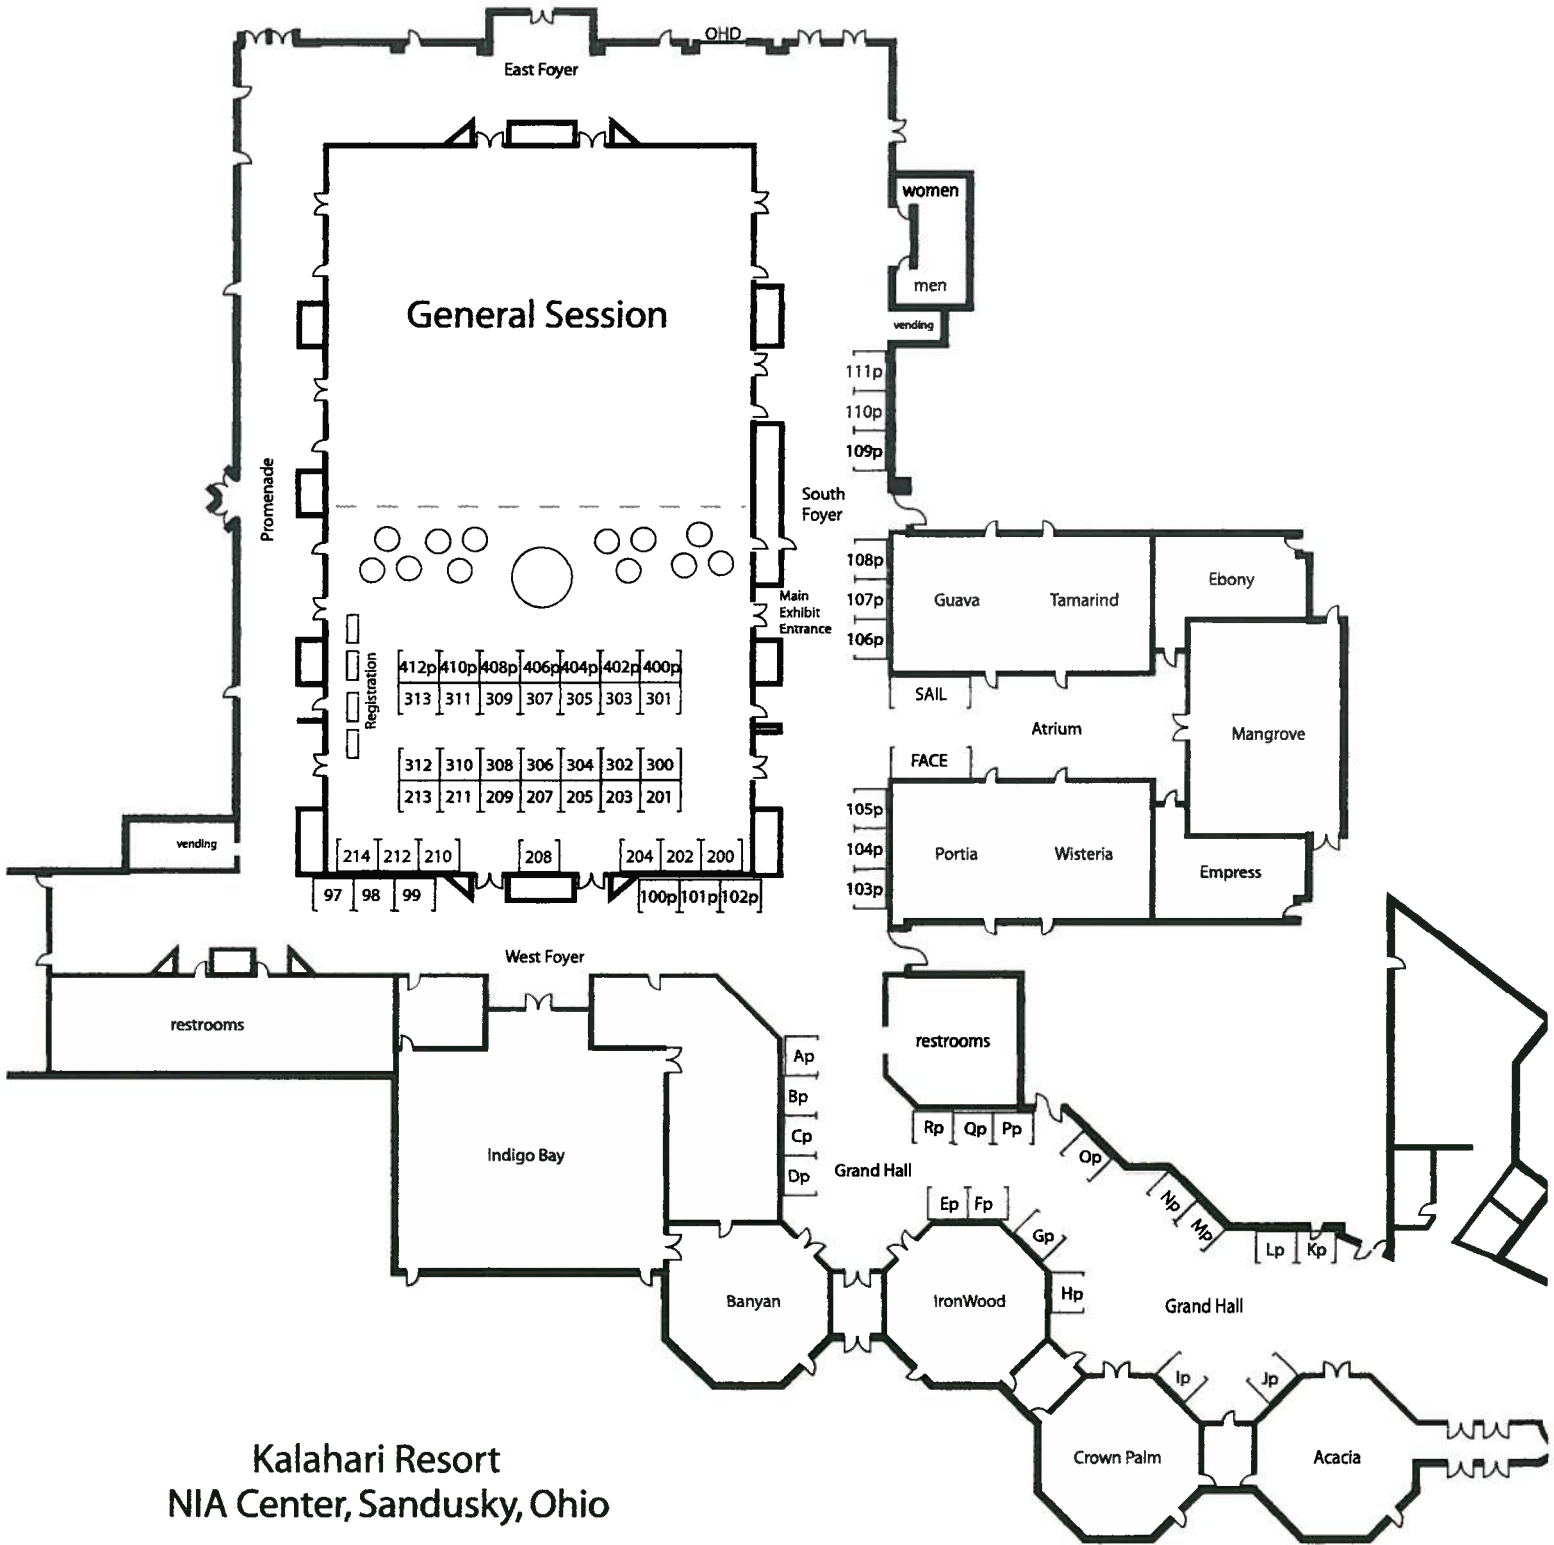 OHD
East Foyer
women
men
vending
General Session
111p
110p
109p
Promenade
South
Foyer
108p
107p
106p
Guava
Tamarind
Ebony
Main
Exhibit
Entrance
Registration
412p 410p 408p 406p 404p 402p 400p
313 311 309 307 305 303 301
SAIL
Atrium
Mangrove
FACE
312 310 308 306 304 302 300
213 211 209 207 205 203 201
105p
104p
103p
Portia
Wisteria
Empress
vending
214 212 210 208 204 202 200
97 98 99 100p 101p 102p
West Foyer
restrooms
restrooms
Ap
Bp
Cp
Dp
Indigo Bay
Rp Qp Pp
Op
Grand Hall
Np
Mp
Ep Fp
Gp
Lp Kp
Hp
Banyan
IronWood
Grand Hall
Ip
Jp
Crown Palm
Acacia
Kalahari Resort
NIA Center, Sandusky, Ohio